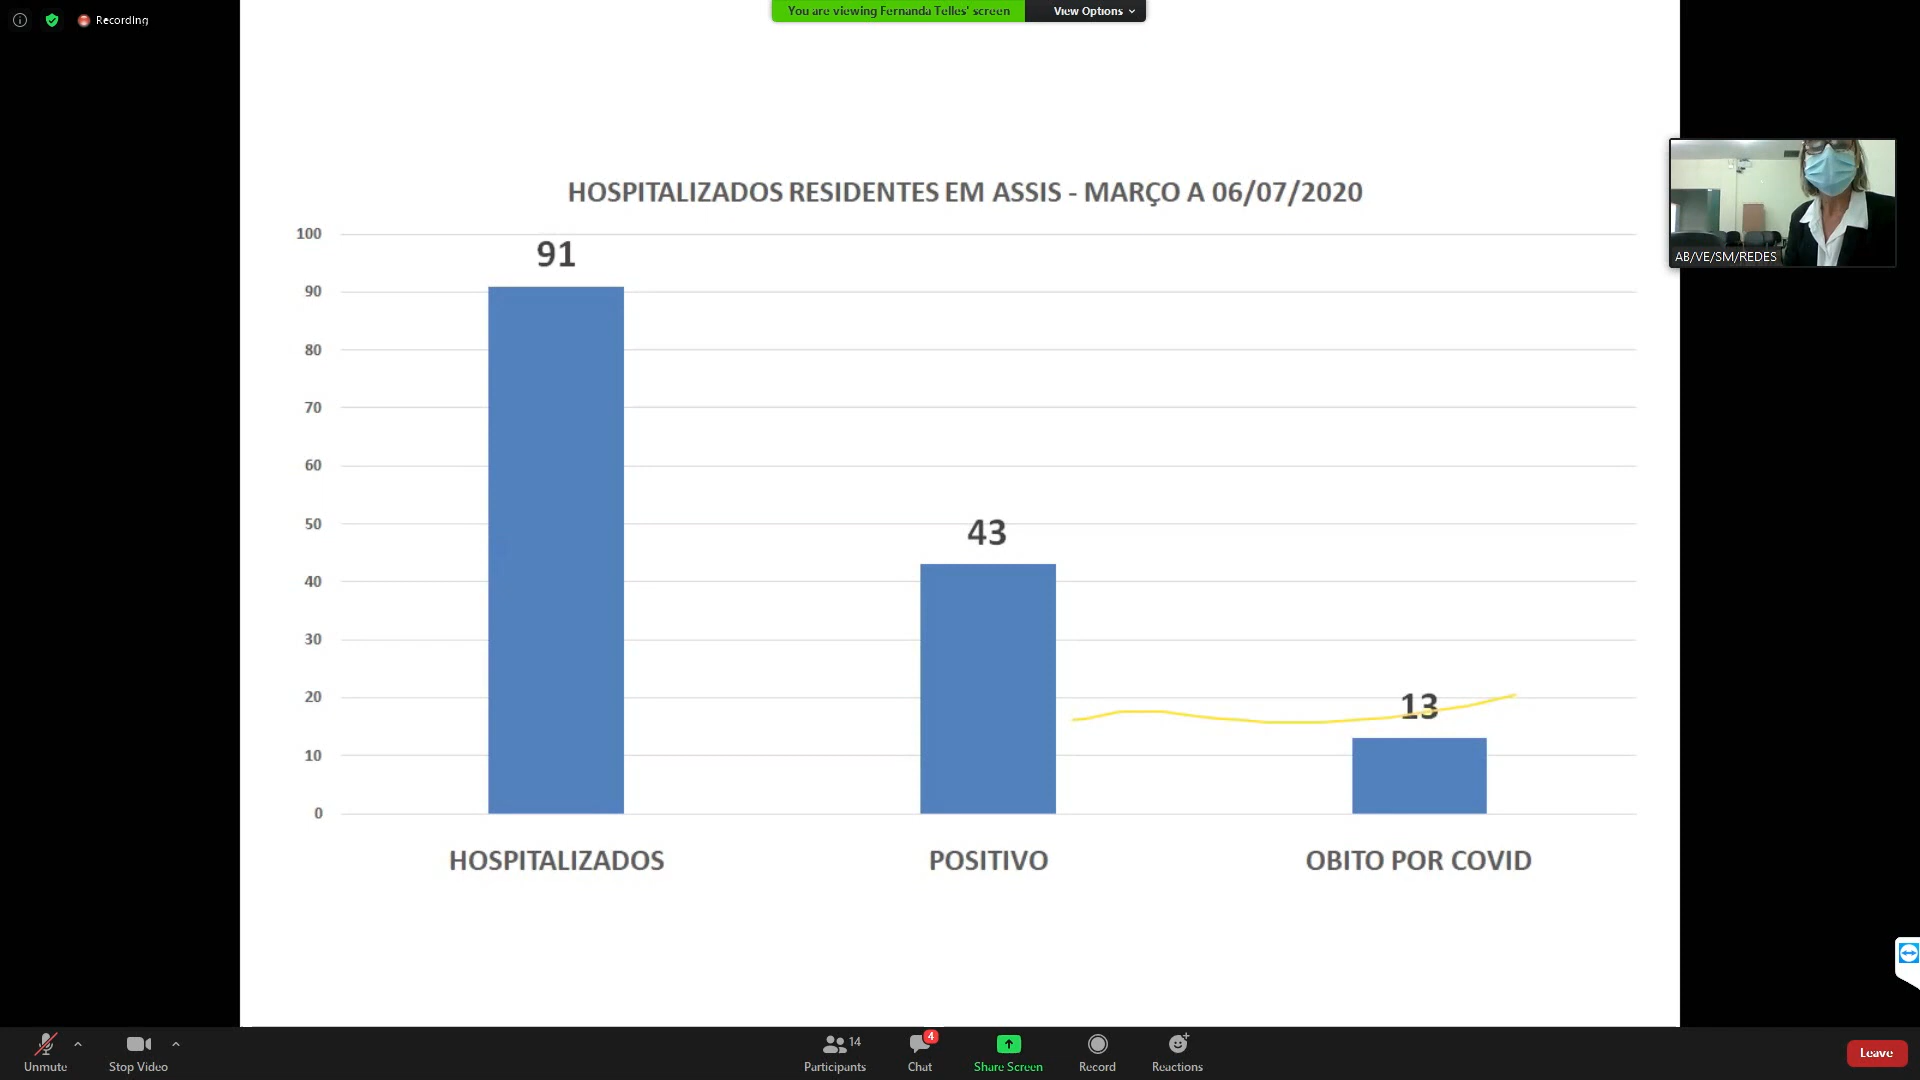 Recording
You are viewing Fernanda Telles' screen
View Options
HOSPITALIZADOS RESIDENTES EM ASSIS - MARÇO A 06/07/2020
100
90
80
70
60
50
40
30
20
10
0
91
43
13
HOSPITALIZADOS
POSITIVO
OBITO POR COVID
AB/VE/SM/REDES
Unmute
Stop Video
14
Participants
4
Chat
Share Screen
Record
Reactions
Leave